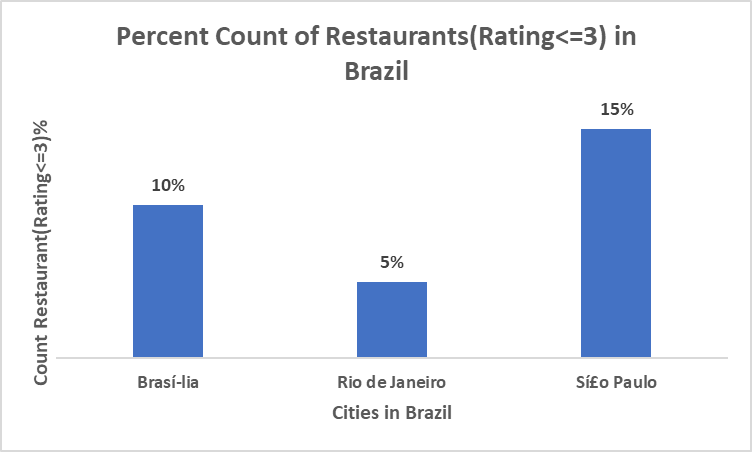 Percent Count of Restaurants(Rating<=3) in
Brazil
Count Restaurant(Rating<=3)%
10%
5%
15%
Brasí-lia
Rio de Janeiro
Sí£o Paulo
Cities in Brazil